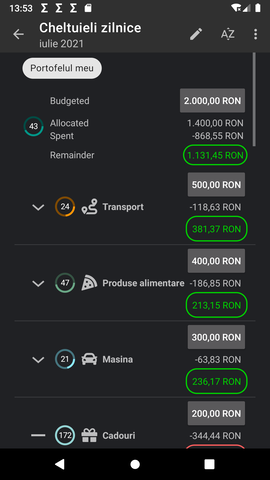 13:53
Cheltuieli zilnice
iulie 2021
Portofelul meu
Budgeted 2.000,00 RON
43
Allocated 1.400,00 RON
Spent -868,55 RON
Remainder 1.131,45 RON
500,00 RON
24 Transport -118,63 RON
381,37 RON
400,00 RON
47 Produse alimentare -186,85 RON
213,15 RON
300,00 RON
21 Masina -63,83 RON
236,17 RON
200,00 RON
172 Cadouri -344,44 RON